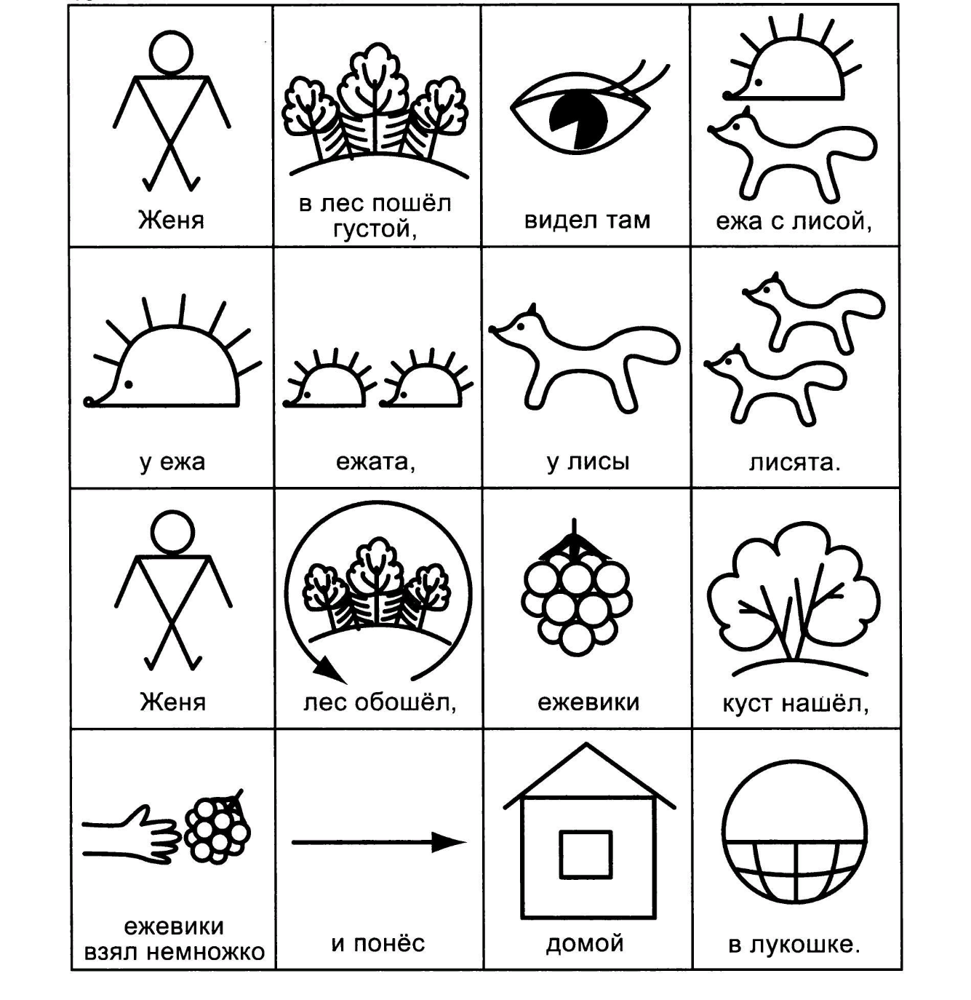 Женя
в лес пошёл
густой,
видел там
ежа с лисой,
у ежа
ежата,
у лисы
лисята.
Женя
лес обошёл,
ежевики
куст нашёл,
ежевики
взял немножко
и понёс
домой
в лукошке.